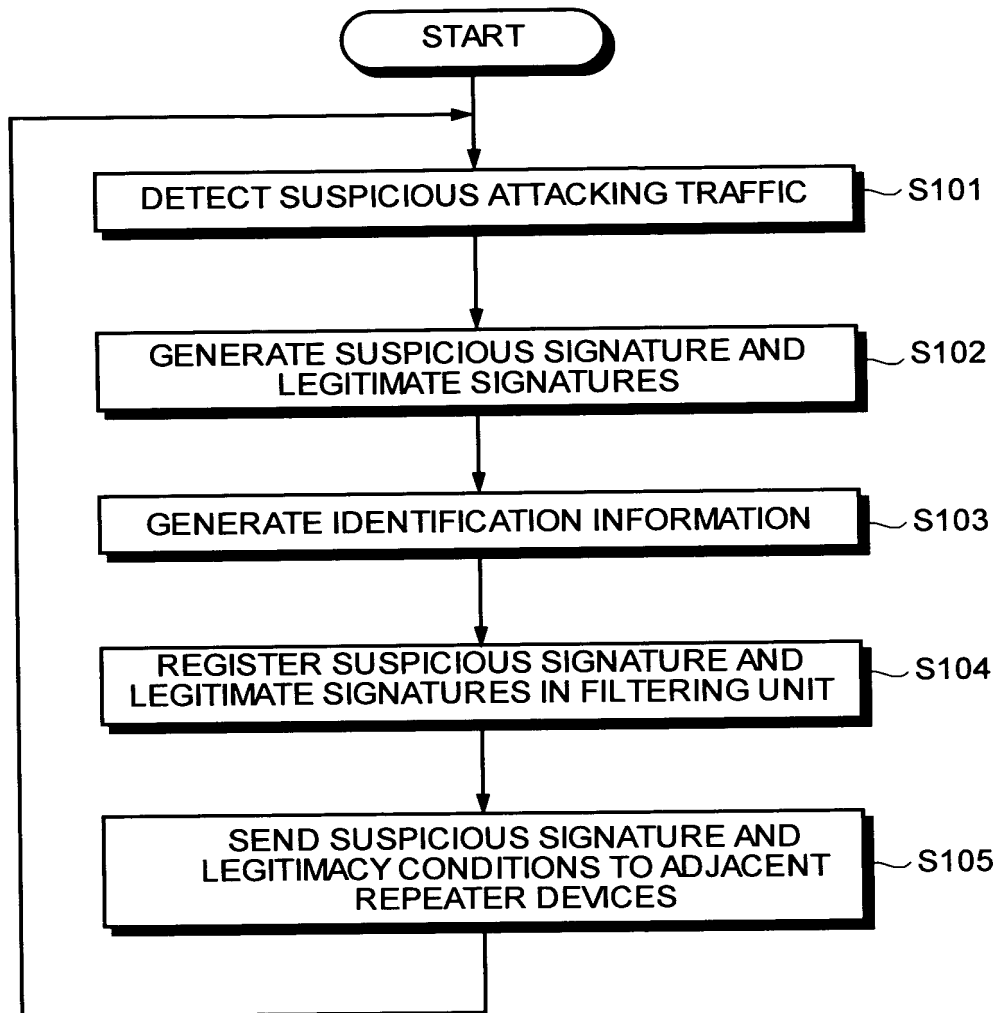 START
DETECT SUSPICIOUS ATTACKING TRAFFIC
S101
GENERATE SUSPICIOUS SIGNATURE AND
LEGITIMATE SIGNATURES
S102
GENERATE IDENTIFICATION INFORMATION
S103
REGISTER SUSPICIOUS SIGNATURE AND
LEGITIMATE SIGNATURES IN FILTERING UNIT
S104
SEND SUSPICIOUS SIGNATURE AND
LEGITIMACY CONDITIONS TO ADJACENT
REPEATER DEVICES
S105